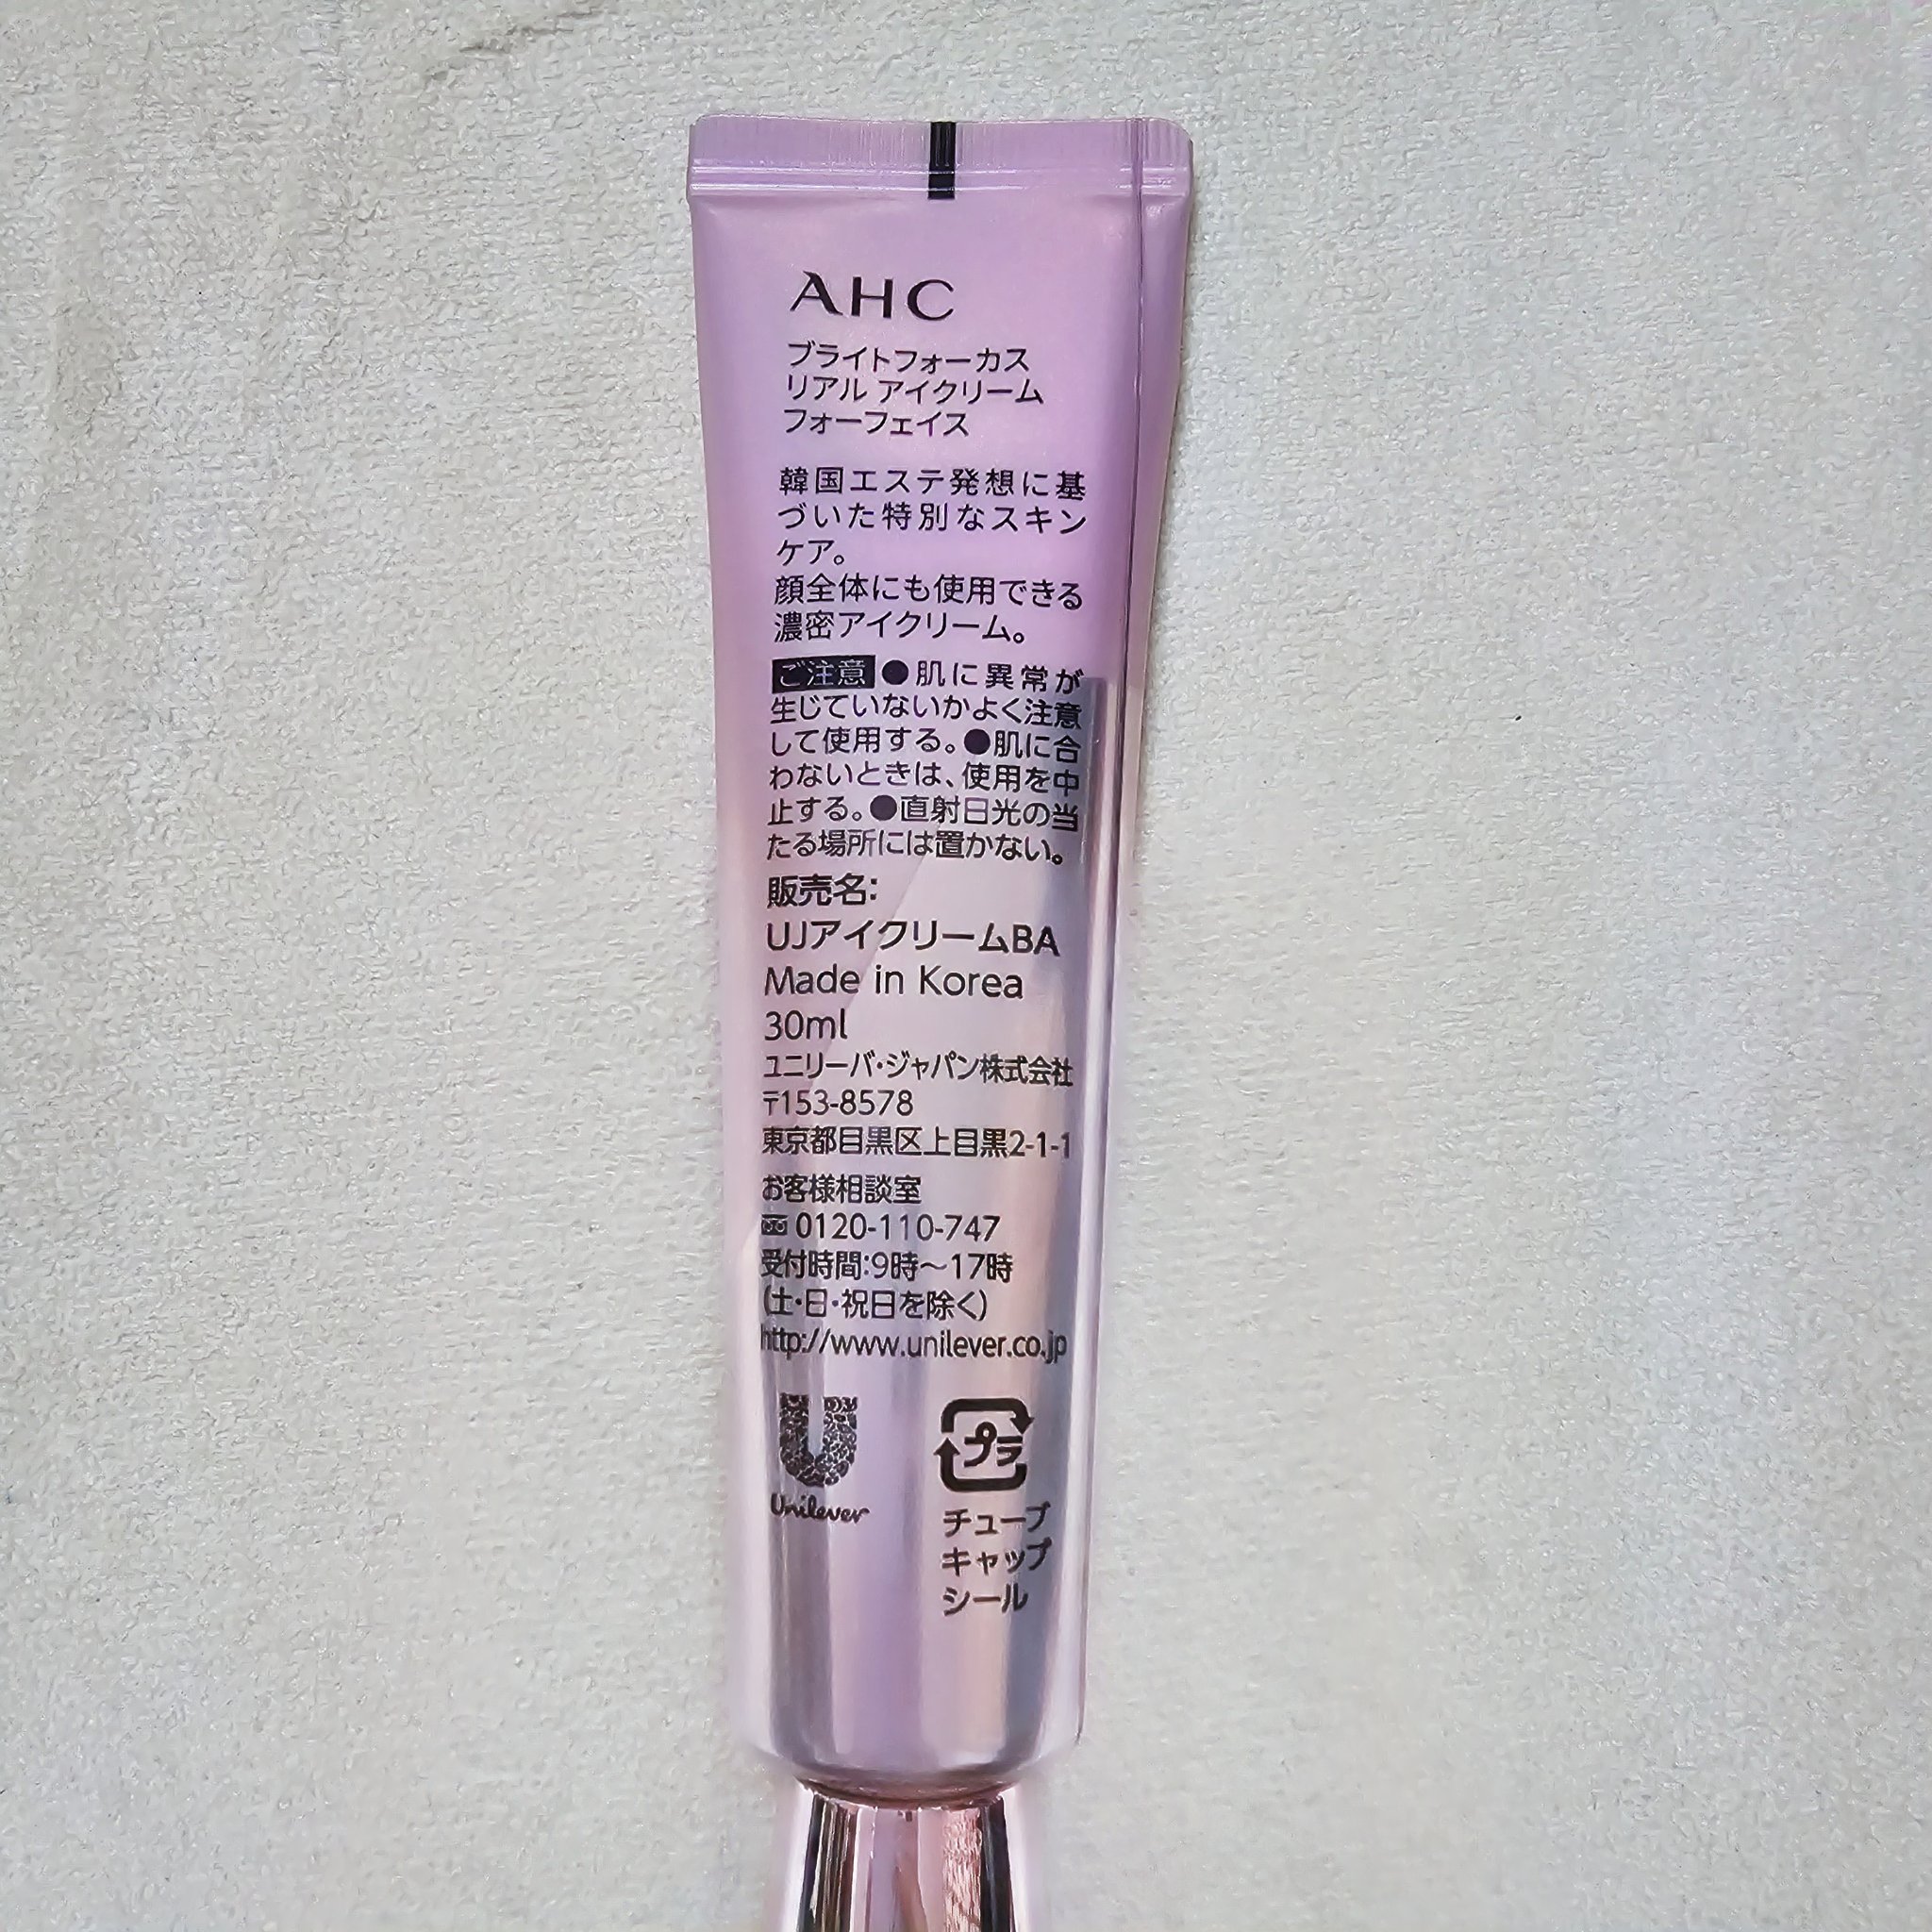 AHC
ブライトフォーカス
リアル アイクリーム
フォーフェイス
韓国エステ発想に基
づいた特別なスキン
ケア。
顔全体にも使用できる
濃密アイクリーム。
ご注意 ●肌に異常が
生じていないかよく注意
して使用する。●肌に合
わないときは、使用を中
止する。●直射日光の当
たる場所には置かない。
販売名:
UJアイクリームBA
Made in Korea
30ml
ユニリーバ・ジャパン株式会社
〒153-8578
東京都目黒区上目黒2-1-1
お客様相談室
0120-110-747
受付時間:9時〜17時
(土・日・祝日を除く)
http://www.unilever.co.jp
Unilever
プラ
チューブ
キャップ
シール